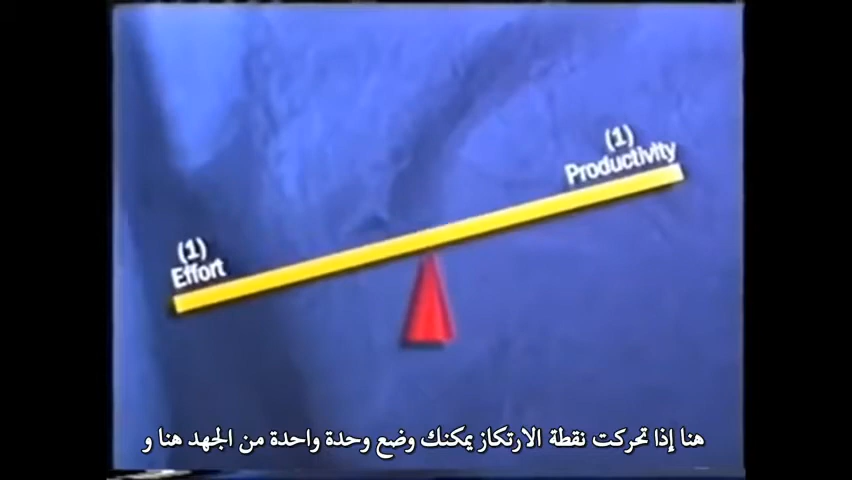 (1)
Productivity
(1)
Effort
هنا إذا تحركت نقطة الارتكاز يمكنك وضع وحدة واحدة من الجهد هنا و